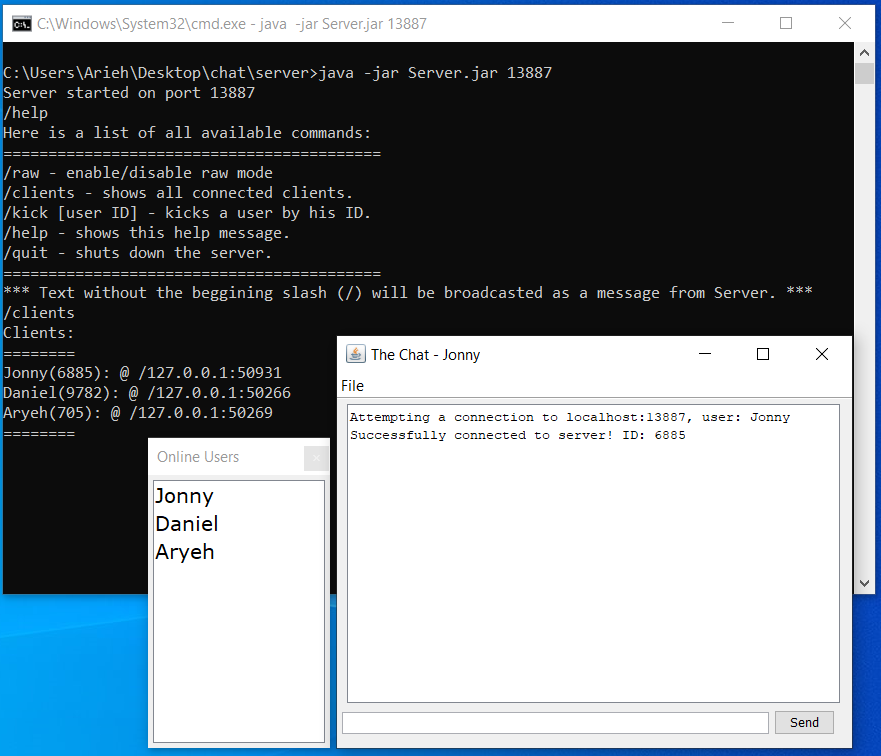 C:\Windows\System32\cmd.exe - java  -jar Server.jar 13887
C:\Users\Arieh\Desktop\chat\server>java -jar Server.jar 13887
Server started on port 13887
/help
Here is a list of all available commands:
==========================================
/raw - enable/disable raw mode
/clients - shows all connected clients.
/kick [user ID] - kicks a user by his ID.
/help - shows this help message.
/quit - shuts down the server.
==========================================
*** Text without the beggining slash (/) will be broadcasted as a message from Server. ***
/clients
Clients:
========
Jonny(6885): @ /127.0.0.1:50931
Daniel(9782): @ /127.0.0.1:50266
Aryeh(705): @ /127.0.0.1:50269
========
The Chat - Jonny
File
Attempting a connection to localhost:13887, user: Jonny
Successfully connected to server! ID: 6885
Send
Online Users
Jonny
Daniel
Aryeh